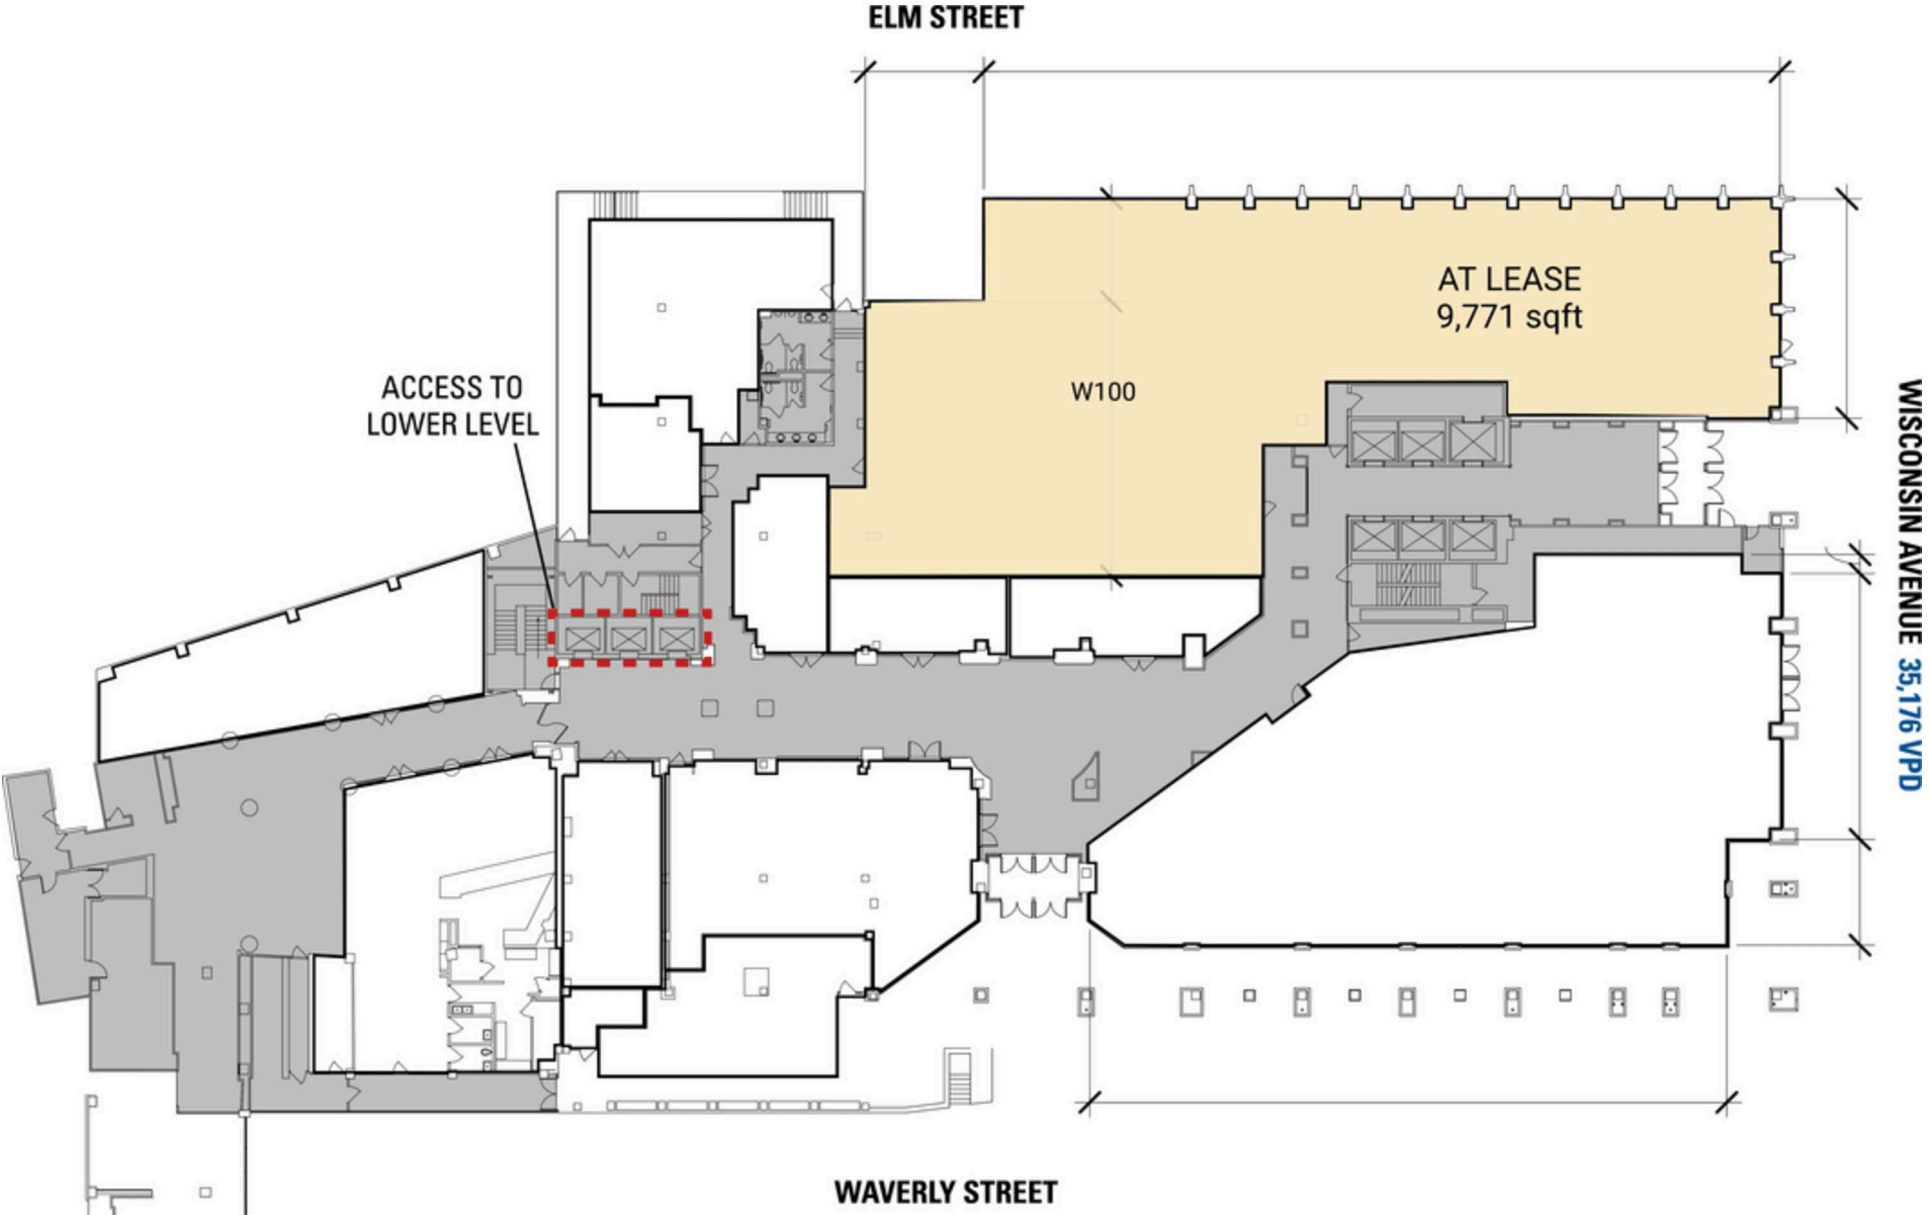 ELM STREET
AT LEASE
9,771 sqft
W100
ACCESS TO
LOWER LEVEL
WISCONSIN AVENUE 35,176 VPD
WAVERLY STREET